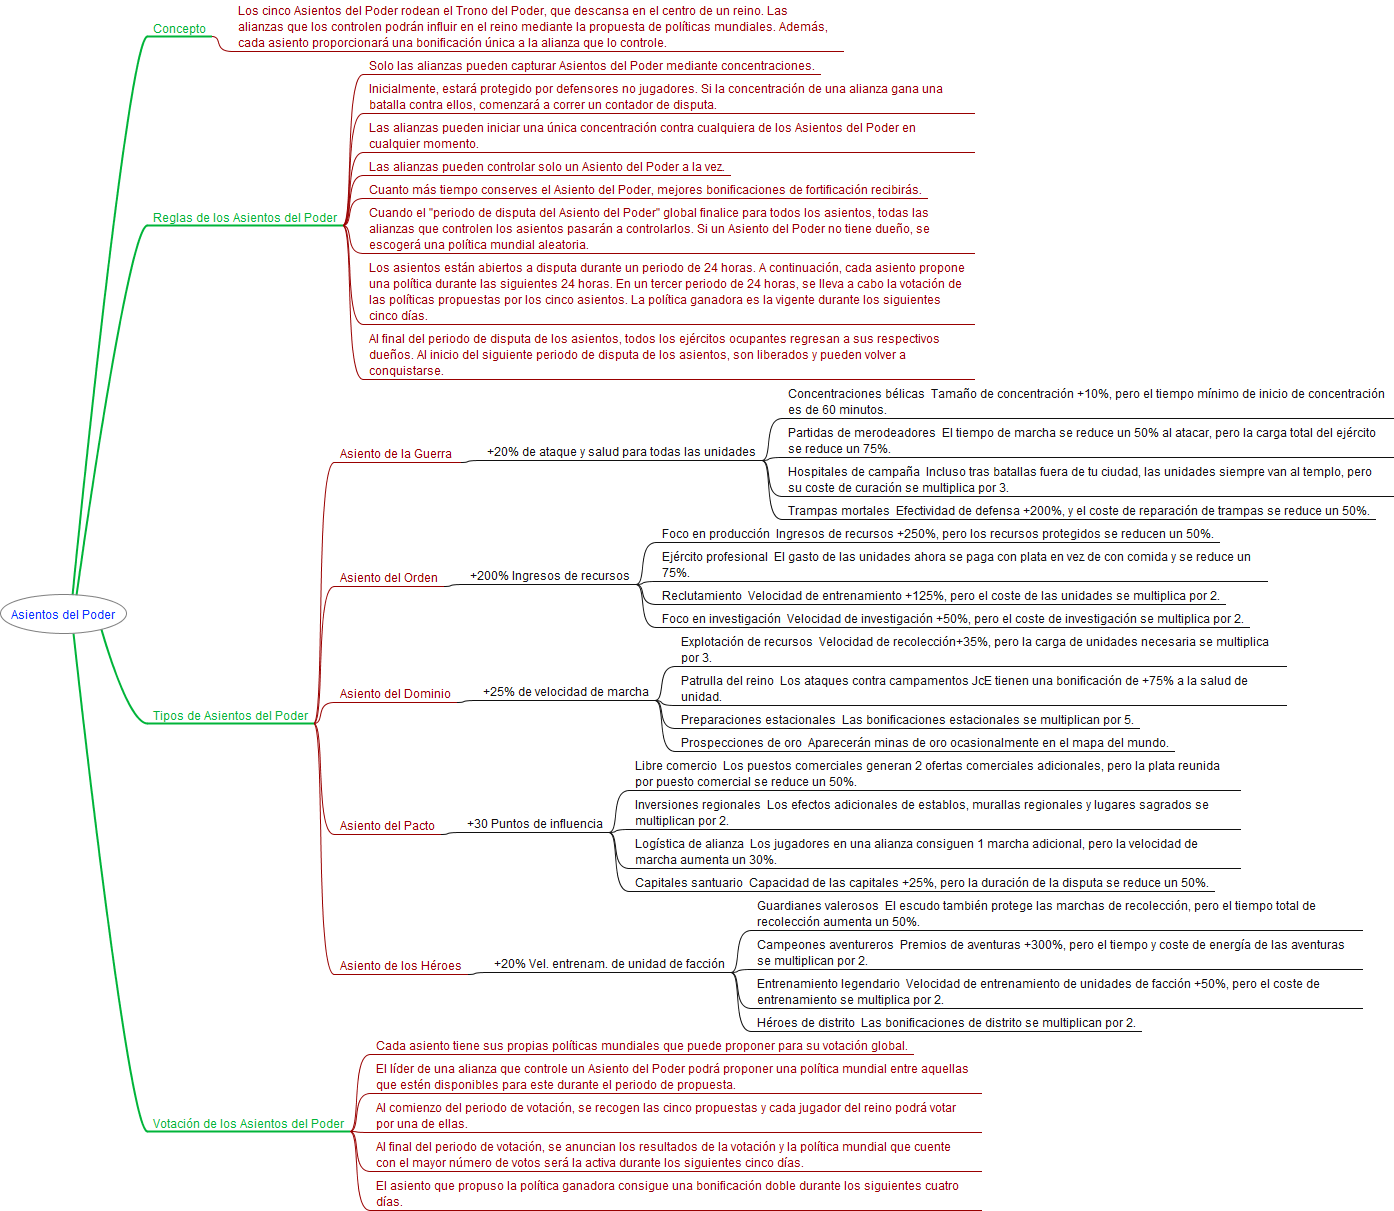 Asientos del Poder
Concepto
Los cinco Asientos del Poder rodean el Trono del Poder, que descansa en el centro de un reino. Las
alianzas que los controlen podrán influir en el reino mediante la propuesta de políticas mundiales. Además,
cada asiento proporcionará una bonificación única a la alianza que lo controle.
Reglas de los Asientos del Poder
Solo las alianzas pueden capturar Asientos del Poder mediante concentraciones.
Inicialmente, estará protegido por defensores no jugadores. Si la concentración de una alianza gana una
batalla contra ellos, comenzará a correr un contador de disputa.
Las alianzas pueden iniciar una única concentración contra cualquiera de los Asientos del Poder en
cualquier momento.
Las alianzas pueden controlar solo un Asiento del Poder a la vez.
Cuanto más tiempo conserves el Asiento del Poder, mejores bonificaciones de fortificación recibirás.
Cuando el "periodo de disputa del Asiento del Poder" global finalice para todos los asientos, todas las
alianzas que controlen los asientos pasarán a controlarlos. Si un Asiento del Poder no tiene dueño, se
escogerá una política mundial aleatoria.
Los asientos están abiertos a disputa durante un periodo de 24 horas. A continuación, cada asiento propone
una política durante las siguientes 24 horas. En un tercer periodo de 24 horas, se lleva a cabo la votación de
las políticas propuestas por los cinco asientos. La política ganadora es la vigente durante los siguientes
cinco días.
Al final del periodo de disputa de los asientos, todos los ejércitos ocupantes regresan a sus respectivos
dueños. Al inicio del siguiente periodo de disputa de los asientos, son liberados y pueden volver a
conquistarse.
Tipos de Asientos del Poder
Asiento de la Guerra
+20% de ataque y salud para todas las unidades
Concentraciones bélicas  Tamaño de concentración +10%, pero el tiempo mínimo de inicio de concentración
es de 60 minutos.
Partidas de merodeadores  El tiempo de marcha se reduce un 50% al atacar, pero la carga total del ejército
se reduce un 75%.
Hospitales de campaña  Incluso tras batallas fuera de tu ciudad, las unidades siempre van al templo, pero
su coste de curación se multiplica por 3.
Trampas mortales  Efectividad de defensa +200%, y el coste de reparación de trampas se reduce un 50%.
Asiento del Orden
+200% Ingresos de recursos
Foco en producción  Ingresos de recursos +250%, pero los recursos protegidos se reducen un 50%.
Ejército profesional  El gasto de las unidades ahora se paga con plata en vez de con comida y se reduce un
75%.
Reclutamiento  Velocidad de entrenamiento +125%, pero el coste de las unidades se multiplica por 2.
Foco en investigación  Velocidad de investigación +50%, pero el coste de investigación se multiplica por 2.
Asiento del Dominio
+25% de velocidad de marcha
Explotación de recursos  Velocidad de recolección+35%, pero la carga de unidades necesaria se multiplica
por 3.
Patrulla del reino  Los ataques contra campamentos JcE tienen una bonificación de +75% a la salud de
unidad.
Preparaciones estacionales  Las bonificaciones estacionales se multiplican por 5.
Prospecciones de oro  Aparecerán minas de oro ocasionalmente en el mapa del mundo.
Asiento del Pacto
+30 Puntos de influencia
Libre comercio  Los puestos comerciales generan 2 ofertas comerciales adicionales, pero la plata reunida
por puesto comercial se reduce un 50%.
Inversiones regionales  Los efectos adicionales de establos, murallas regionales y lugares sagrados se
multiplican por 2.
Logística de alianza  Los jugadores en una alianza consiguen 1 marcha adicional, pero la velocidad de
marcha aumenta un 30%.
Capitales santuario  Capacidad de las capitales +25%, pero la duración de la disputa se reduce un 50%.
Asiento de los Héroes
+20% Vel. entrenam. de unidad de facción
Guardianes valerosos  El escudo también protege las marchas de recolección, pero el tiempo total de
recolección aumenta un 50%.
Campeones aventureros  Premios de aventuras +300%, pero el tiempo y coste de energía de las aventuras
se multiplican por 2.
Entrenamiento legendario  Velocidad de entrenamiento de unidades de facción +50%, pero el coste de
entrenamiento se multiplica por 2.
Héroes de distrito  Las bonificaciones de distrito se multiplican por 2.
Votación de los Asientos del Poder
Cada asiento tiene sus propias políticas mundiales que puede proponer para su votación global.
El líder de una alianza que controle un Asiento del Poder podrá proponer una política mundial entre aquellas
que estén disponibles para este durante el periodo de propuesta.
Al comienzo del periodo de votación, se recogen las cinco propuestas y cada jugador del reino podrá votar
por una de ellas.
Al final del periodo de votación, se anuncian los resultados de la votación y la política mundial que cuente
con el mayor número de votos será la activa durante los siguientes cinco días.
El asiento que propuso la política ganadora consigue una bonificación doble durante los siguientes cuatro
días.